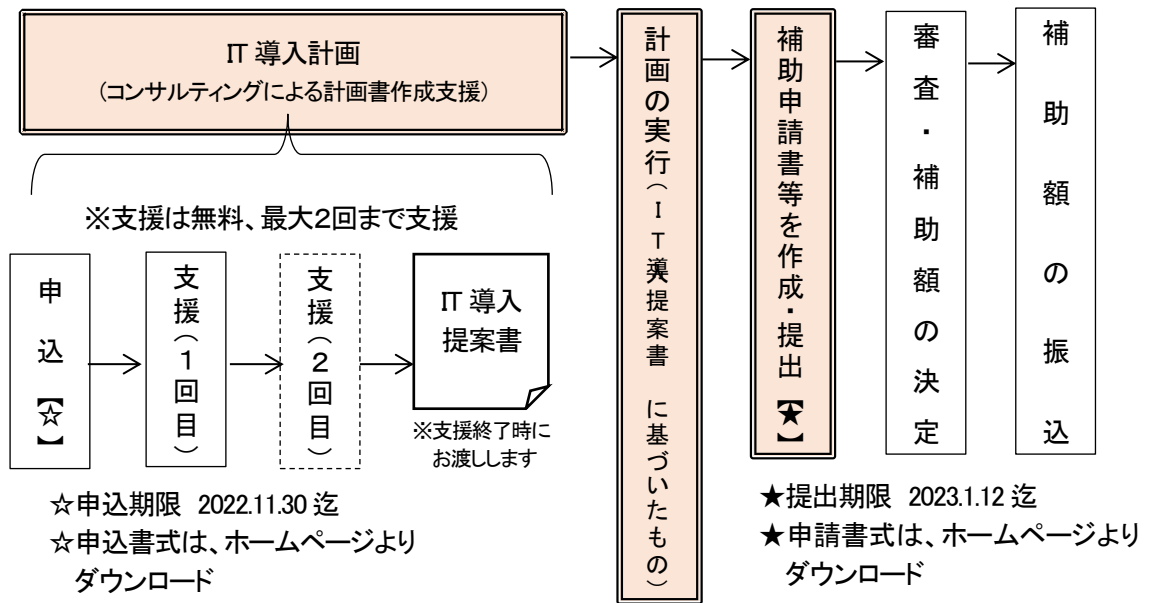 IT 導入計画
(コンサルティングによる計画書作成支援)
※支援は無料、最大2回まで支援
申込【☆】
支援(1回目)
支援(2回目)
IT 導入
提案書
※支援終了時に
お渡しします
☆申込期限 2022.11.30 迄
☆申込書式は、ホームページより
ダウンロード
計画の実行(IT導入提案書 に基づいたもの)
補助申請書等を作成・提出【★】
審査・補助額の決定
補助額の振込
★提出期限 2023.1.12 迄
★申請書式は、ホームページより
ダウンロード